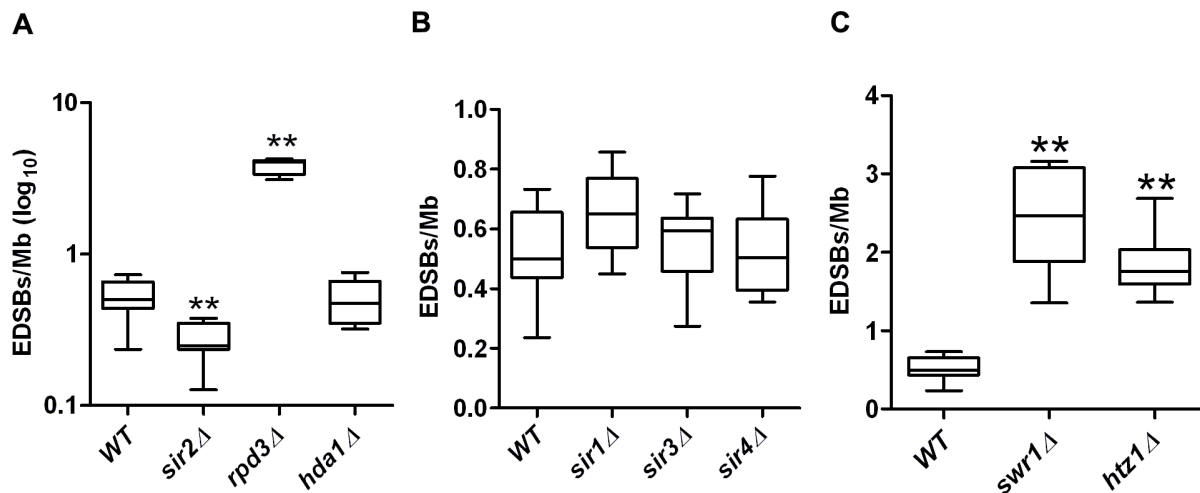 A
EDSBs/Mb (log10)
10
1
0.1
**
**
WT
sir2Δ
rpd3Δ
hda1Δ
B
EDSBs/Mb
1.0
0.8
0.6
0.4
0.2
0.0
WT
sir1Δ
sir3Δ
sir4Δ
C
EDSBs/Mb
4
3
2
1
0
**
**
WT
swr1Δ
htz1Δ